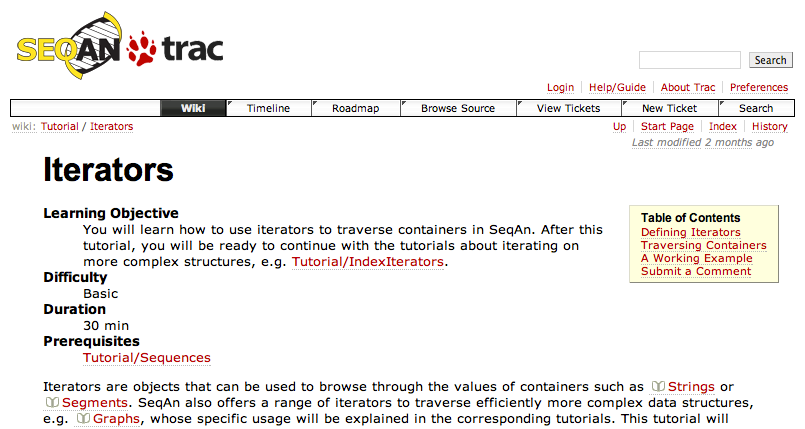 SEQAN trac
Search
Login Help/Guide About Trac Preferences
Wiki Timeline Roadmap Browse Source View Tickets New Ticket Search
wiki: Tutorial / Iterators
Up Start Page Index History
Last modified 2 months ago
Iterators
Learning Objective
You will learn how to use iterators to traverse containers in SeqAn. After this
tutorial, you will be ready to continue with the tutorials about iterating on
more complex structures, e.g. Tutorial/IndexIterators.
Difficulty
Basic
Duration
30 min
Prerequisites
Tutorial/Sequences
Table of Contents
Defining Iterators
Traversing Containers
A Working Example
Submit a Comment
Iterators are objects that can be used to browse through the values of containers such as Strings or
Segments. SeqAn also offers a range of iterators to traverse efficiently more complex data structures,
e.g. Graphs, whose specific usage will be explained in the corresponding tutorials. This tutorial will